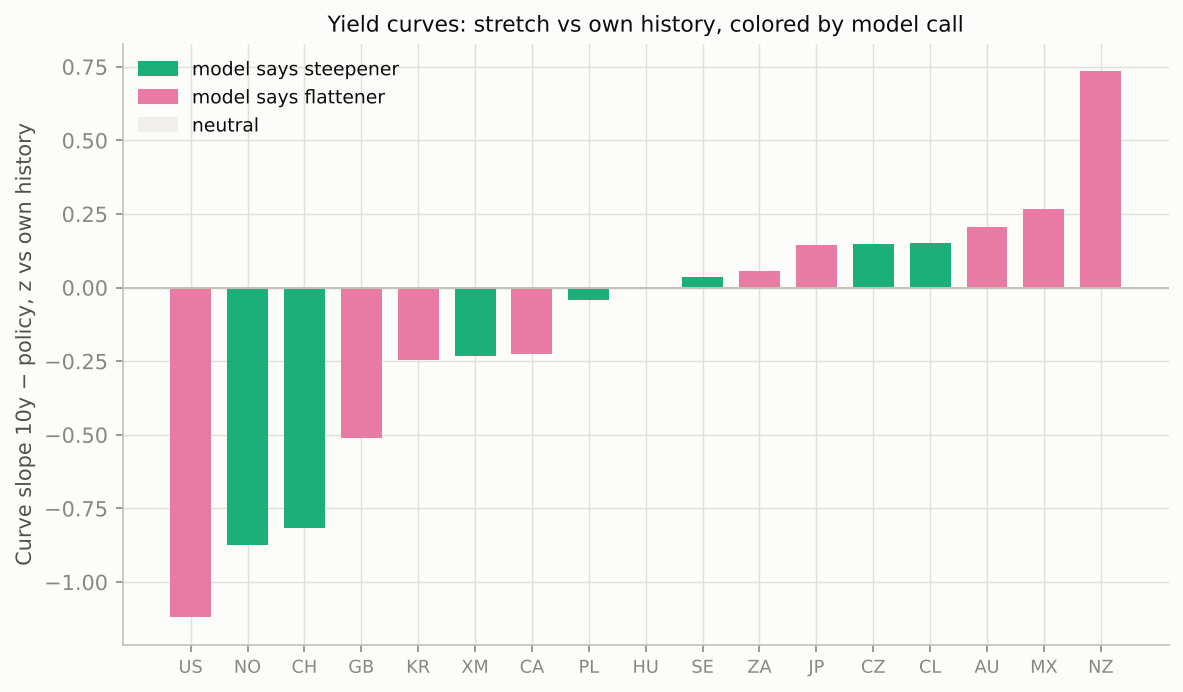 Yield curves: stretch vs own history, colored by model call
model says steepener
model says flattener
neutral
Curve slope 10y − policy, z vs own history
0.75
0.50
0.25
0.00
−0.25
−0.50
−0.75
−1.00
US NO CH GB KR XM CA PL HU SE ZA JP CZ CL AU MX NZ